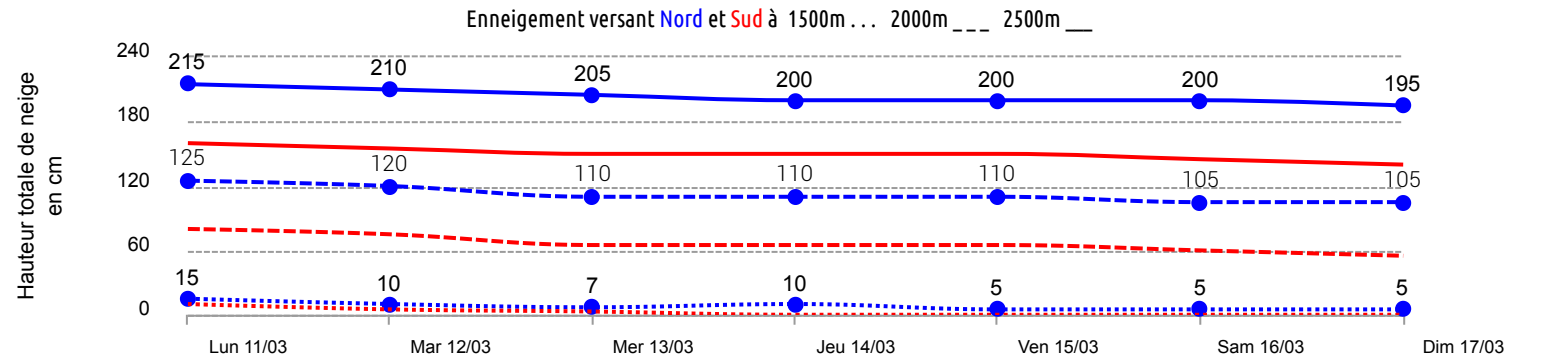 Enneigement versant Nord et Sud à 1500m . . . 2000m _ _ _ 2500m __
Hauteur totale de neige
en cm
240
180
120
60
0
215 210 205 200 200 200 195
125 120 110 110 110 105 105
15 10 7 10 5 5 5
Lun 11/03 Mar 12/03 Mer 13/03 Jeu 14/03 Ven 15/03 Sam 16/03 Dim 17/03